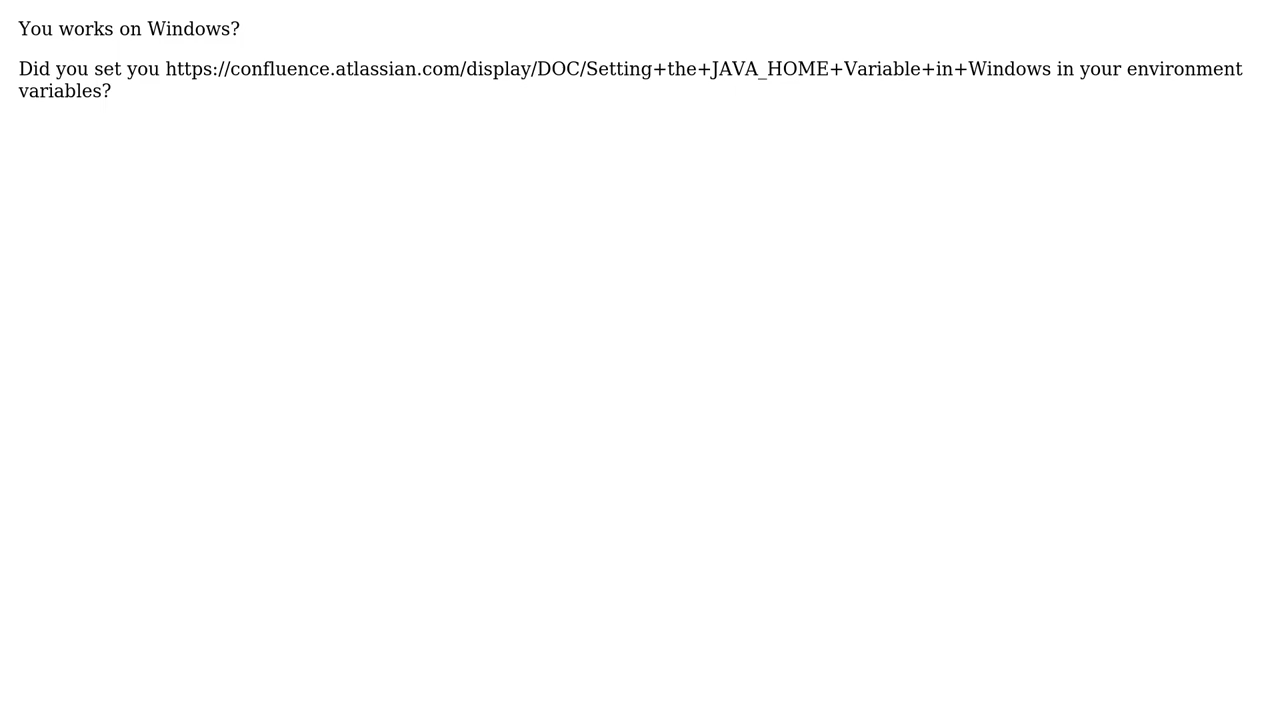 You works on Windows?
Did you set you https://confluence.atlassian.com/display/DOC/Setting+the+JAVA_HOME+Variable+in+Windows in your environment
variables?